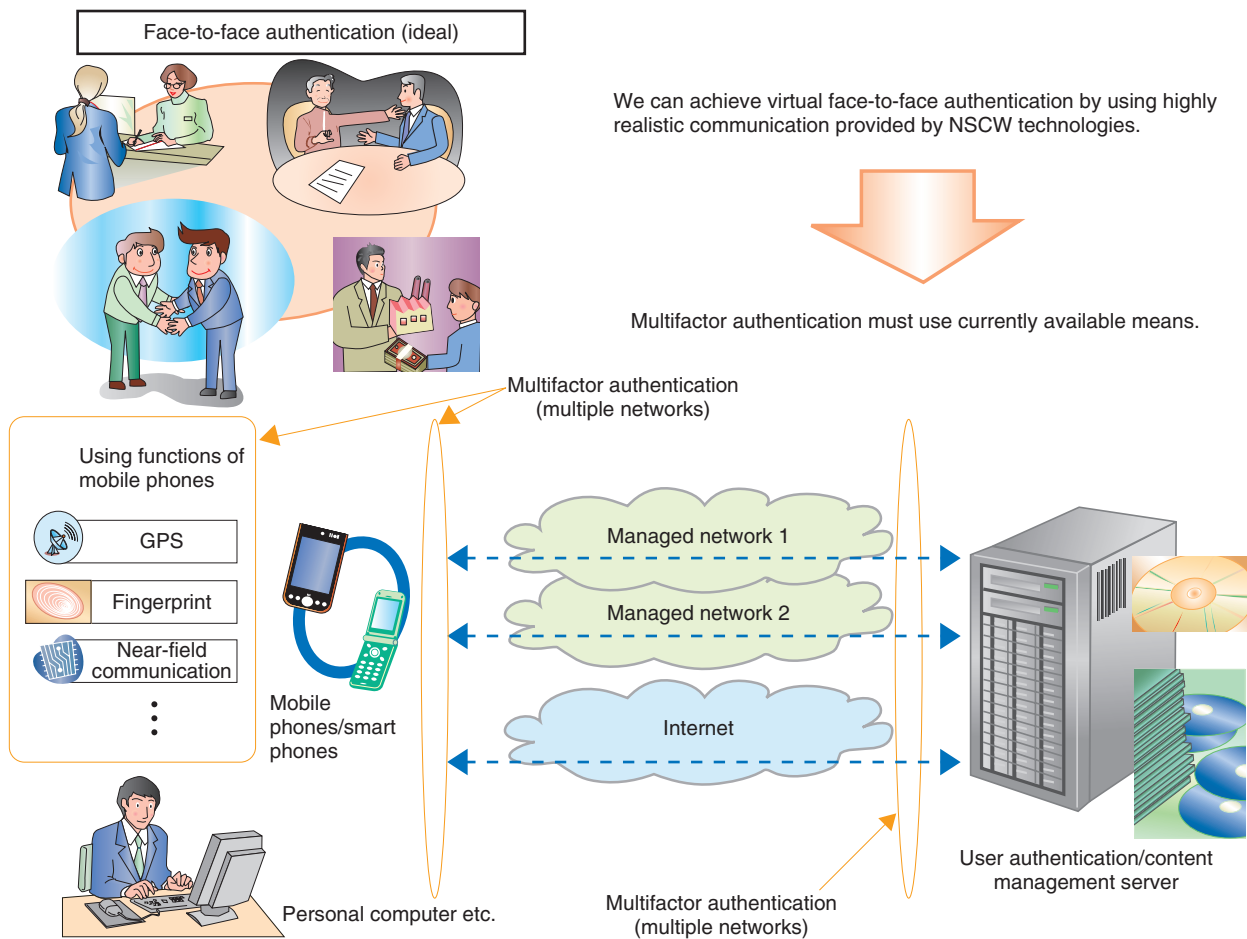 Face-to-face authentication (ideal)
We can achieve virtual face-to-face authentication by using highly
realistic communication provided by NSCW technologies.
Multifactor authentication must use currently available means.
Multifactor authentication
(multiple networks)
Using functions of
mobile phones
GPS
Fingerprint
Near-field
communication
Mobile
phones/smart
phones
Managed network 1
Managed network 2
Internet
User authentication/content
management server
Personal computer etc.
Multifactor authentication
(multiple networks)